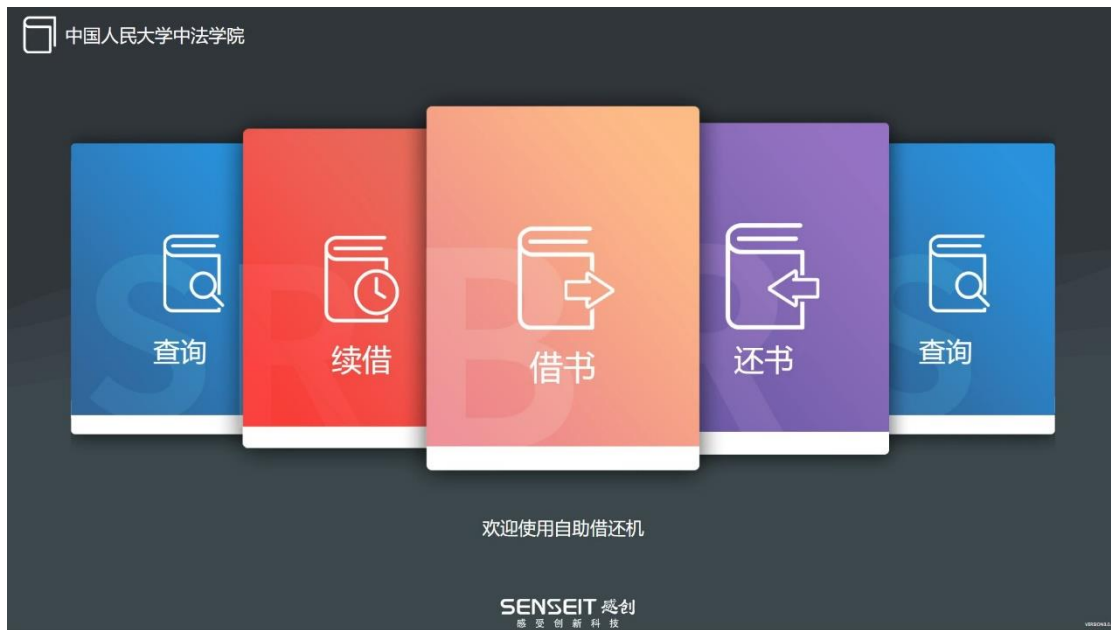 中国人民大学中法学院
S
R
B
R
S
查询
续借
借书
还书
查询
欢迎使用自助借还机
SENSEIT 感创
感受创新科技